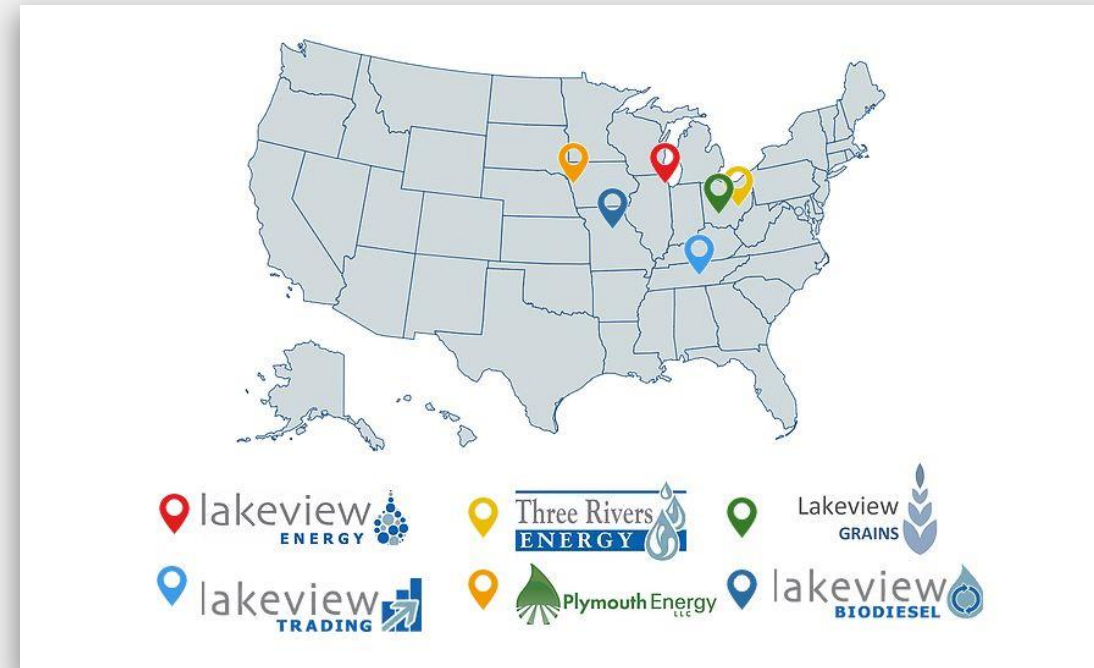 lakeview
ENERGY
Three Rivers
ENERGY
Lakeview
GRAINS
lakeview
TRADING
Plymouth Energy
LLC
lakeview
BIODIESEL